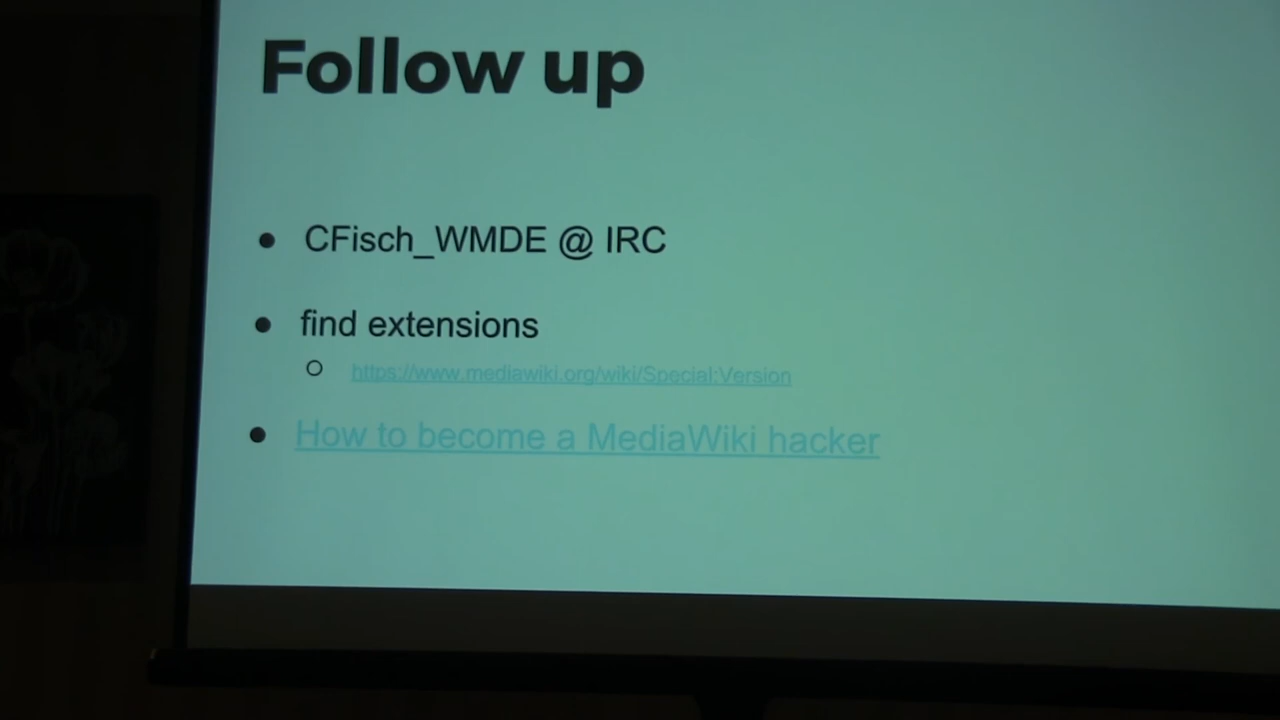 Follow up
CFisch_WMDE @ IRC
find extensions
https://www.mediawiki.org/wiki/Special:Version
How to become a MediaWiki hacker